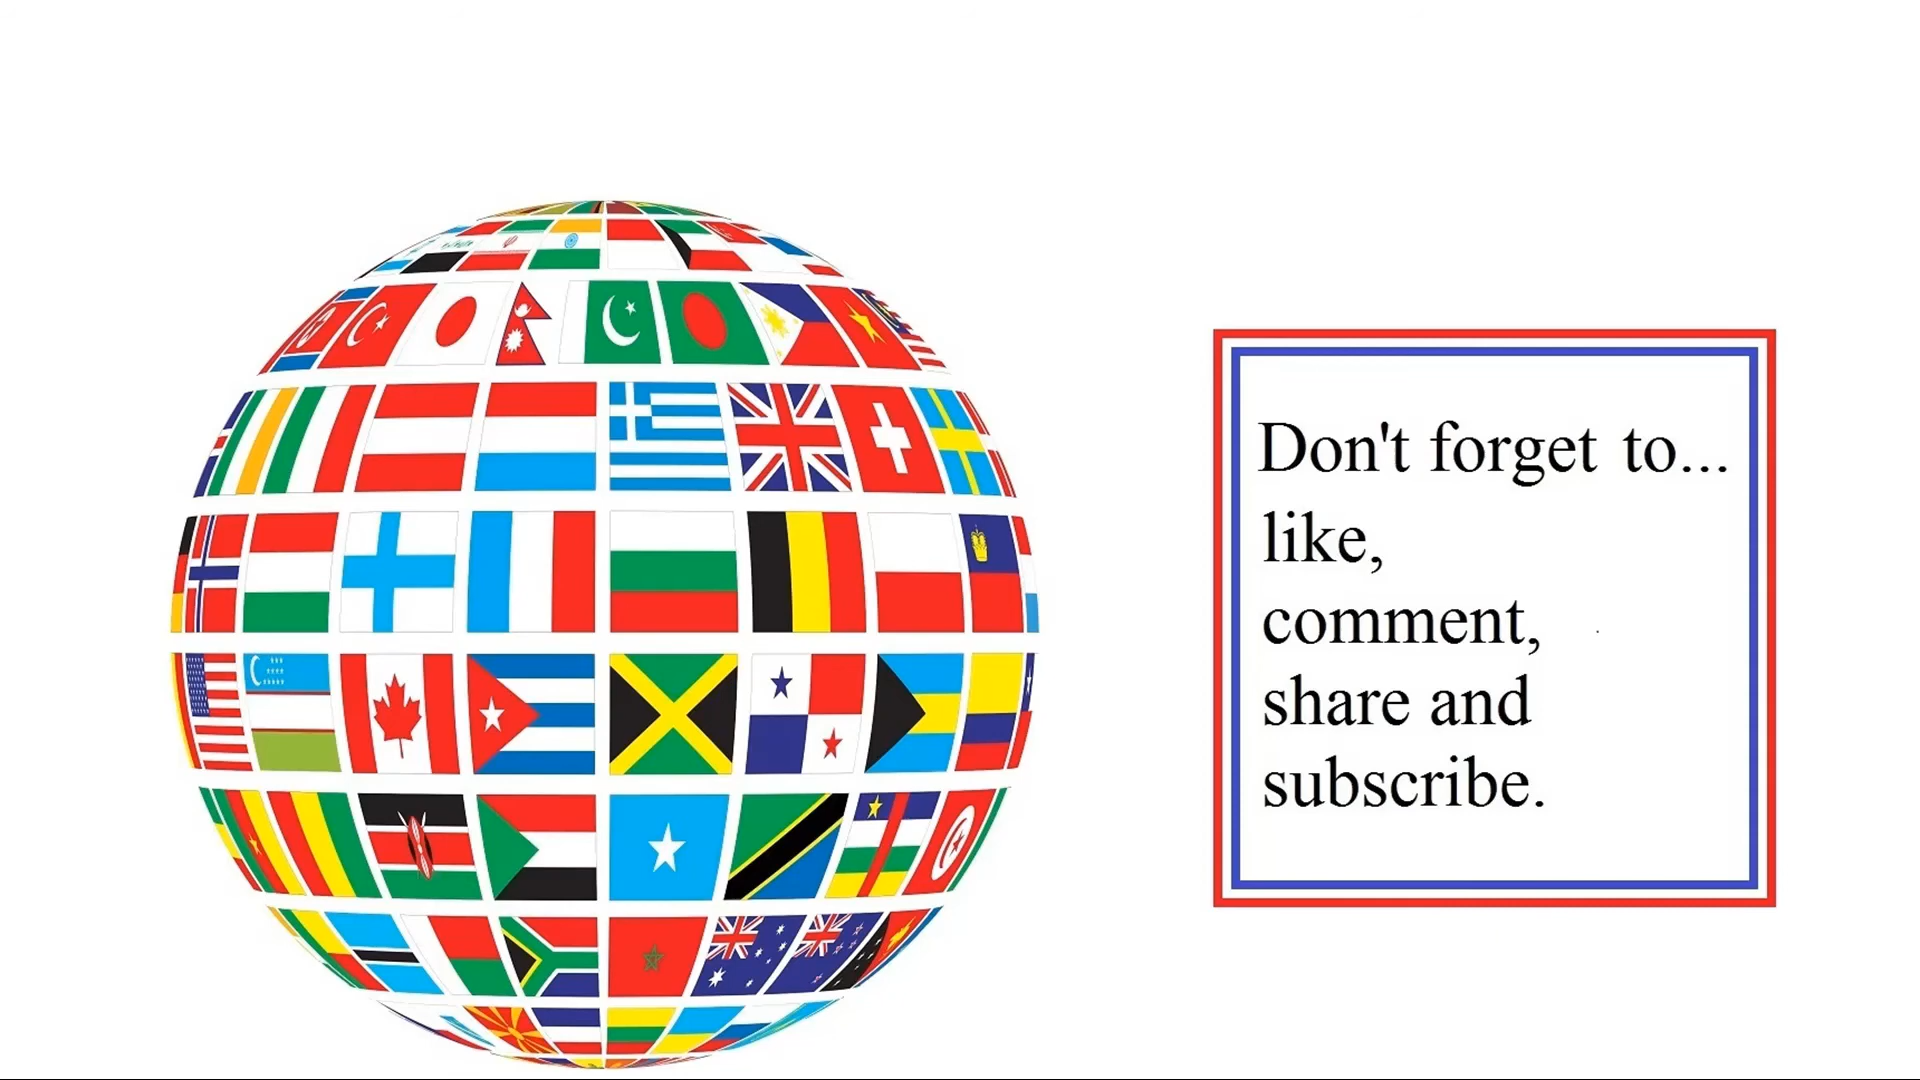 Don't forget to...
like,
comment,
share and
subscribe.